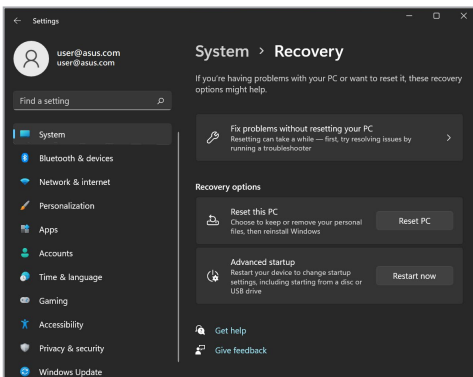 Settings
user@asus.com
user@asus.com
Find a setting
System
Bluetooth & devices
Network & internet
Personalization
Apps
Accounts
Time & language
Gaming
Accessibility
Privacy & security
Windows Update
System > Recovery
If you're having problems with your PC or want to reset it, these recovery
options might help.
Fix problems without resetting your PC
Resetting can take a while — first, try resolving issues by
running a troubleshooter
Recovery options
Reset this PC
Choose to keep or remove your personal
files, then reinstall Windows
Reset PC
Advanced startup
Restart your device to change startup
settings, including starting from a disc or
USB drive
Restart now
Get help
Give feedback